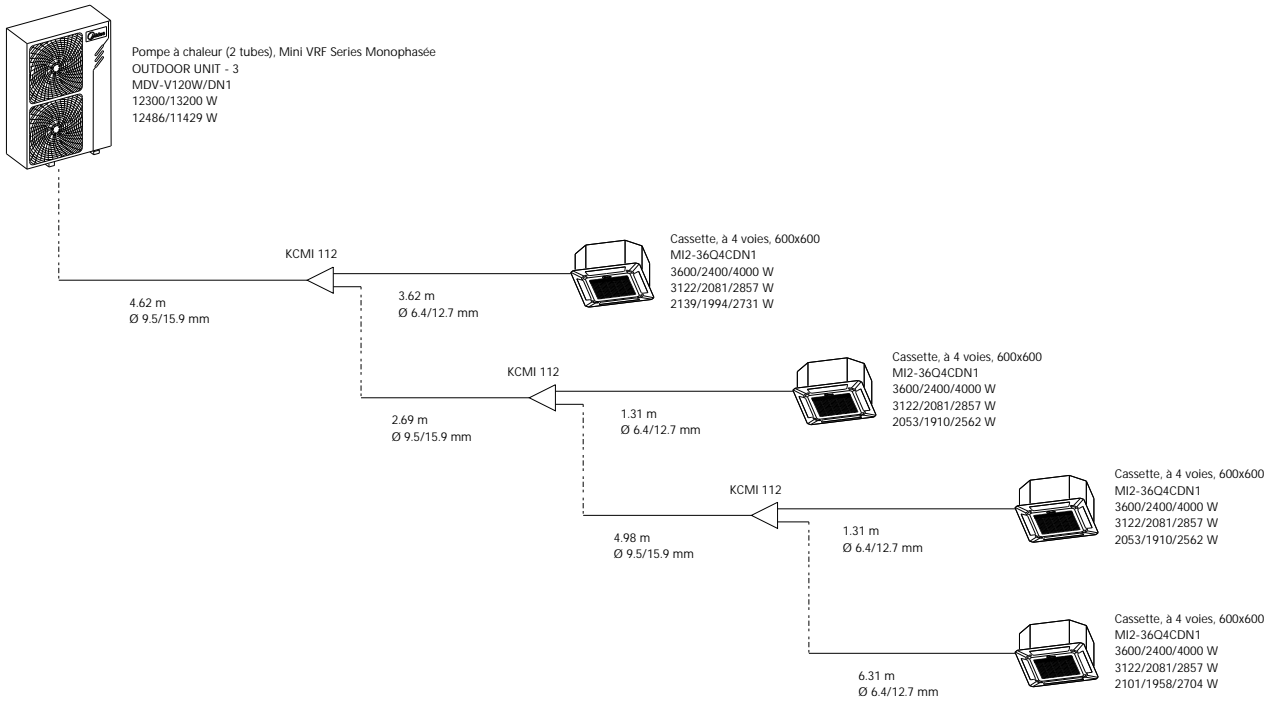 Pompe à chaleur (2 tubes), Mini VRF Series Monophasée
OUTDOOR UNIT - 3
MDV-V120W/DN1
12300/13200 W
12486/11429 W
KCMI 112
4.62 m
Ø 9.5/15.9 mm
3.62 m
Ø 6.4/12.7 mm
Cassette, à 4 voies, 600x600
MI2-36Q4CDN1
3600/2400/4000 W
3122/2081/2857 W
2139/1994/2731 W
KCMI 112
2.69 m
Ø 9.5/15.9 mm
1.31 m
Ø 6.4/12.7 mm
Cassette, à 4 voies, 600x600
MI2-36Q4CDN1
3600/2400/4000 W
3122/2081/2857 W
2053/1910/2562 W
KCMI 112
4.98 m
Ø 9.5/15.9 mm
1.31 m
Ø 6.4/12.7 mm
Cassette, à 4 voies, 600x600
MI2-36Q4CDN1
3600/2400/4000 W
3122/2081/2857 W
2053/1910/2562 W
6.31 m
Ø 6.4/12.7 mm
Cassette, à 4 voies, 600x600
MI2-36Q4CDN1
3600/2400/4000 W
3122/2081/2857 W
2101/1958/2704 W